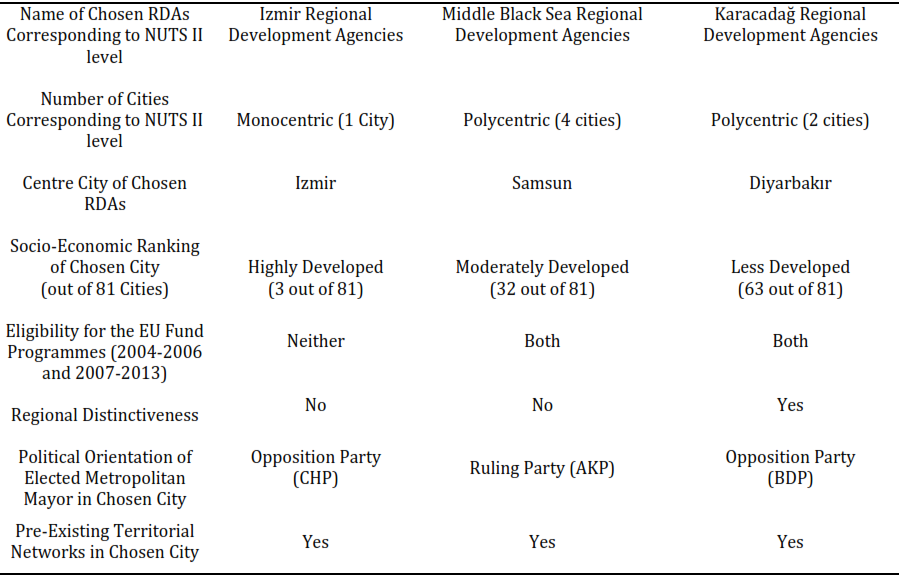 Name of Chosen RDAs
Corresponding to NUTS II
level
Izmir Regional
Development Agencies
Middle Black Sea Regional
Development Agencies
Karacadağ Regional
Development Agencies
Number of Cities
Corresponding to NUTS II
level
Monocentric (1 City)
Polycentric (4 cities)
Polycentric (2 cities)
Centre City of Chosen
RDAs
Izmir
Samsun
Diyarbakır
Socio-Economic Ranking
of Chosen City
(out of 81 Cities)
Highly Developed
(3 out of 81)
Moderately Developed
(32 out of 81)
Less Developed
(63 out of 81)
Eligibility for the EU Fund
Programmes (2004-2006
and 2007-2013)
Neither
Both
Both
Regional Distinctiveness
No
No
Yes
Political Orientation of
Elected Metropolitan
Mayor in Chosen City
Opposition Party
(CHP)
Ruling Party (AKP)
Opposition Party
(BDP)
Pre-Existing Territorial
Networks in Chosen City
Yes
Yes
Yes